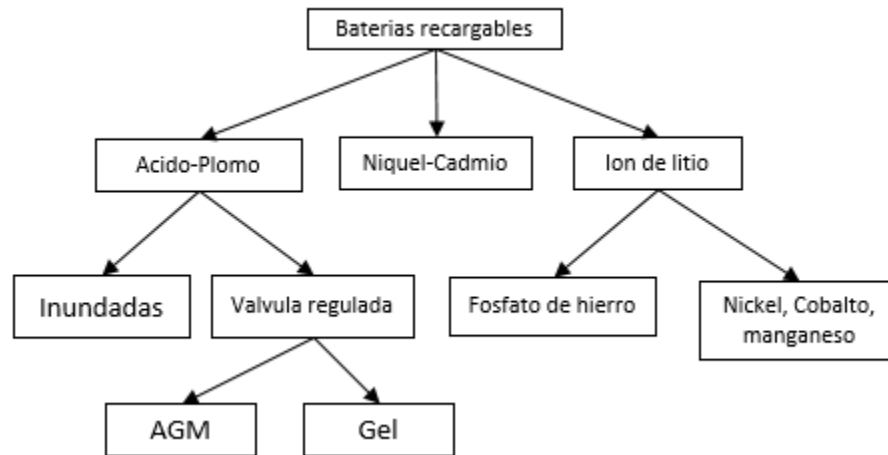 Baterias recargables
Acido-Plomo
Niquel-Cadmio
Ion de litio
Inundadas
Valvula regulada
Fosfato de hierro
Nickel, Cobalto,
manganeso
AGM
Gel